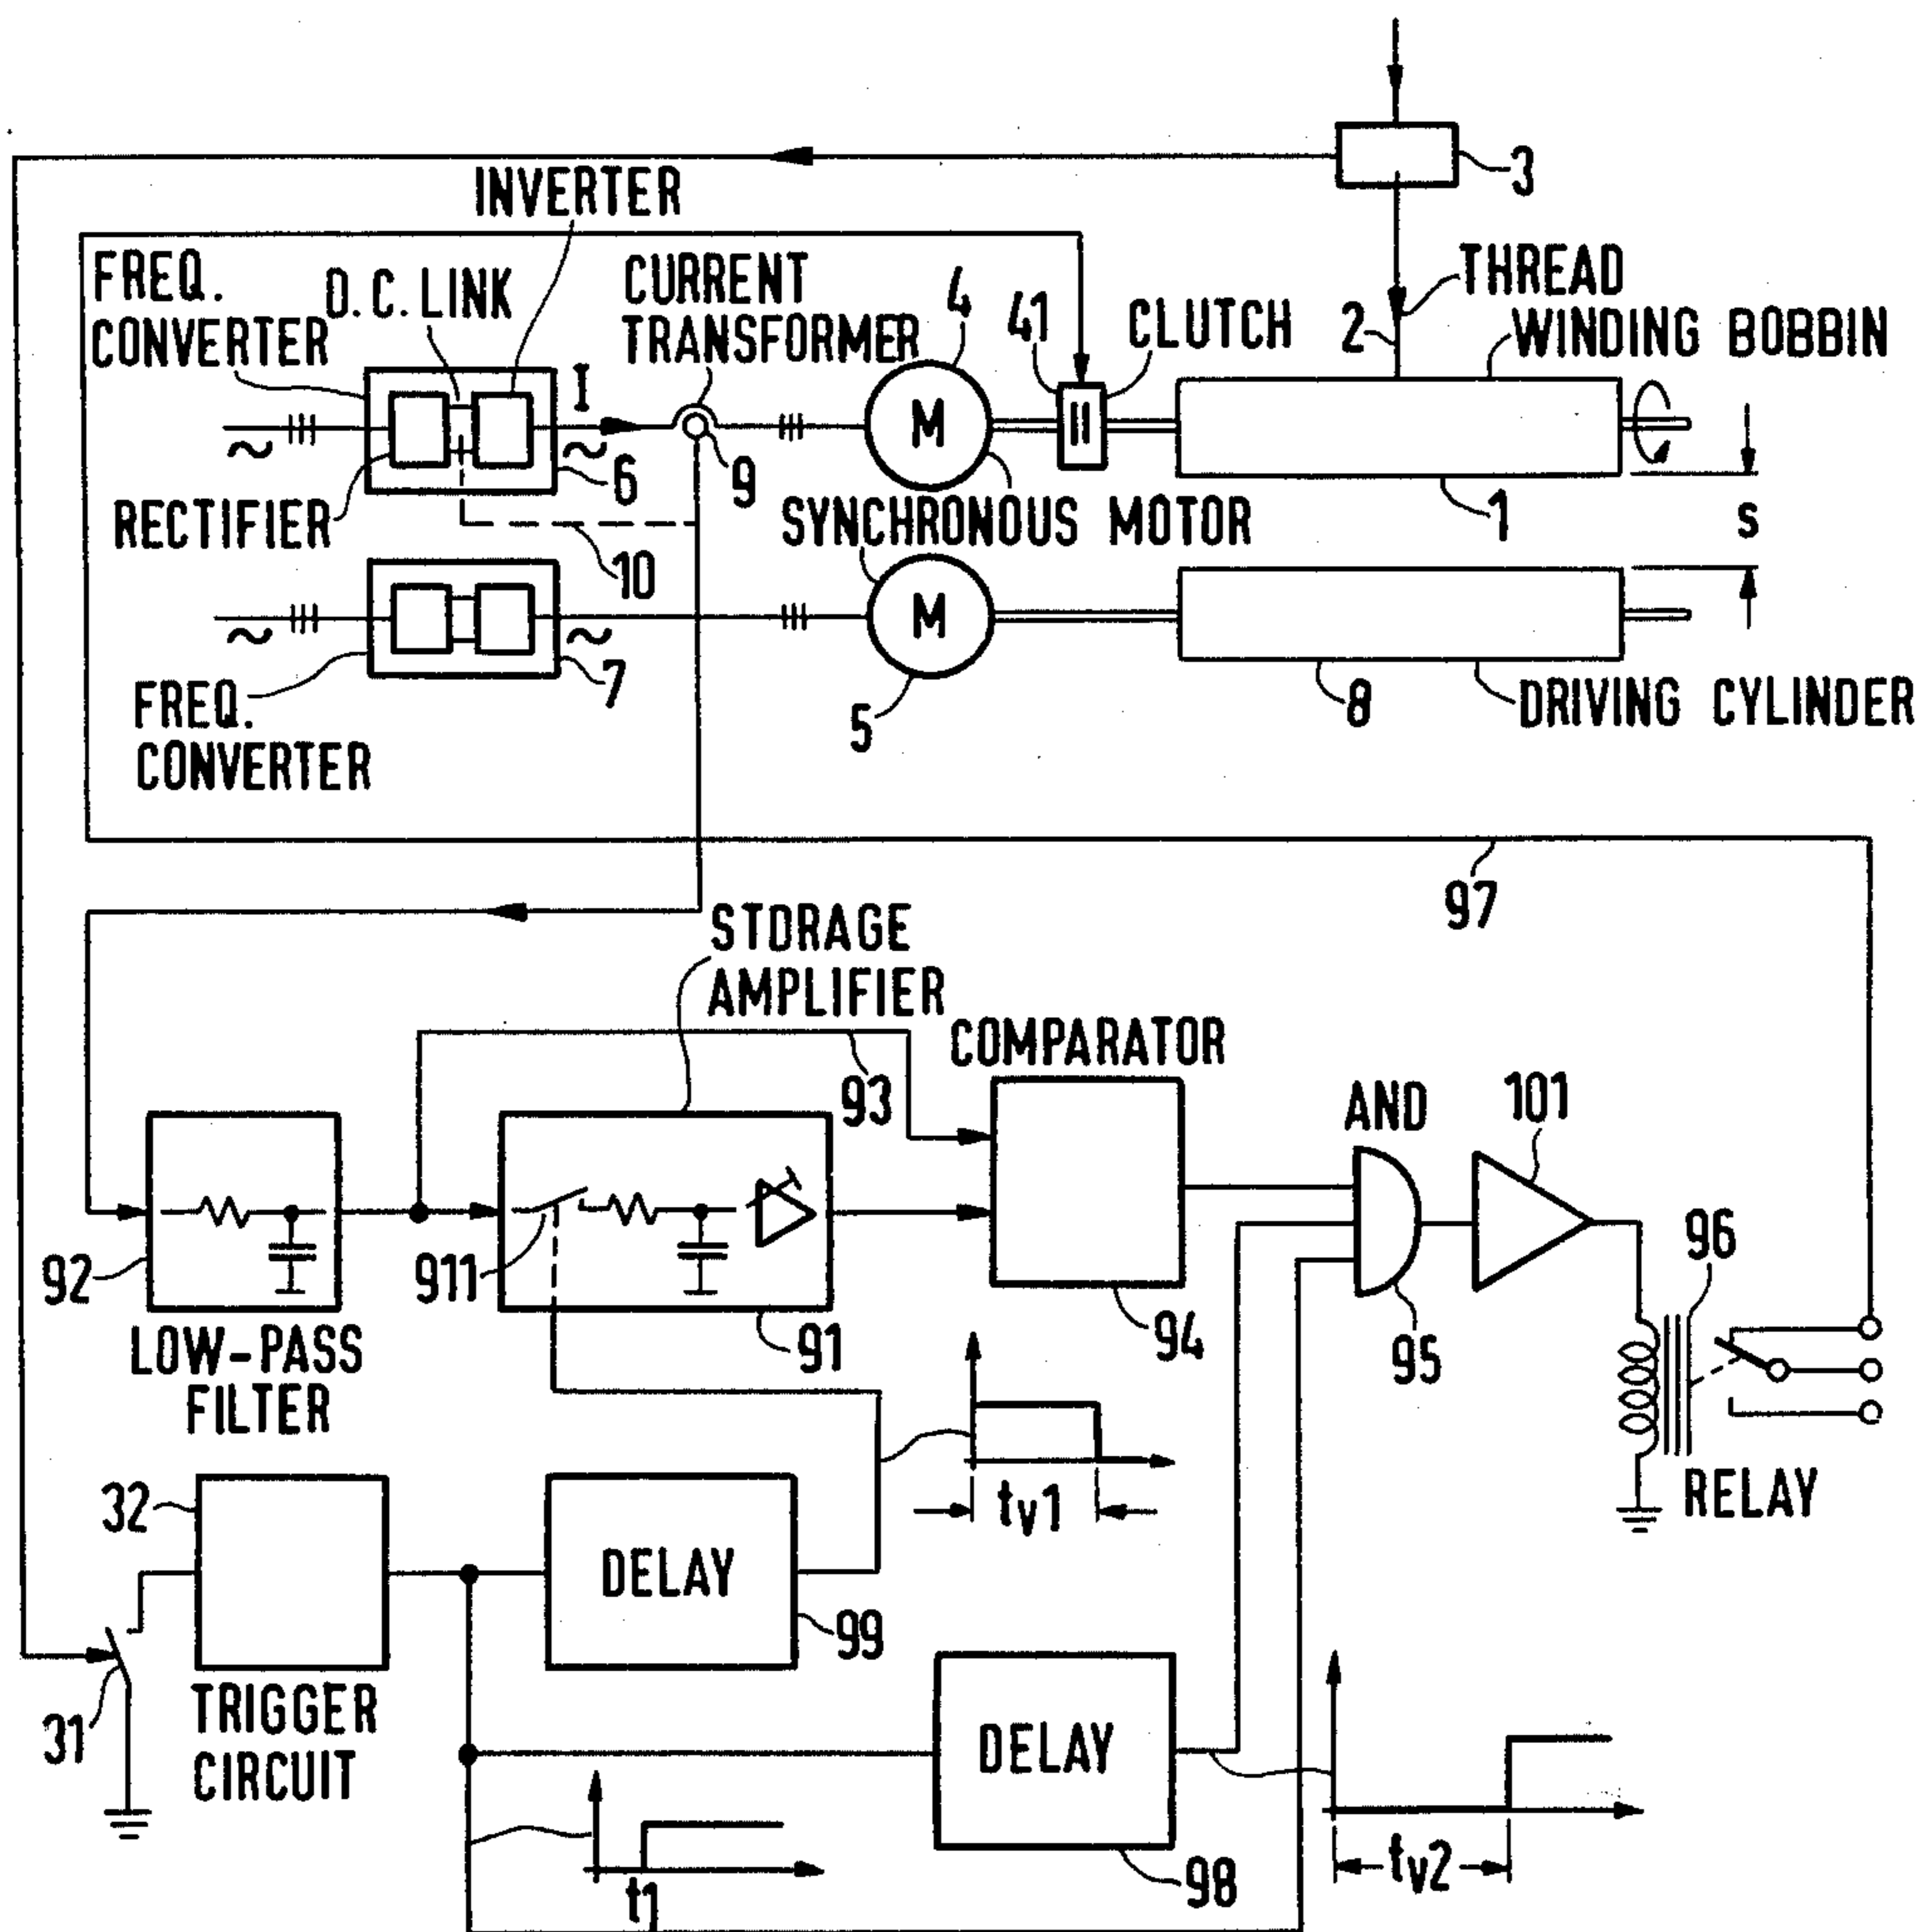 3
INVERTER
FREQ.
CONVERTER
D.C. LINK
CURRENT
TRANSFORMER
4
41
CLUTCH
THREAD
2
WINDING BOBBIN
I
M
~
~
6
9
RECTIFIER
10
SYNCHRONOUS MOTOR
1
s
M
~
~
7
FREQ.
CONVERTER
5
8
DRIVING CYLINDER
97
STORAGE
AMPLIFIER
COMPARATOR
93
AND
101
92
911
91
94
95
96
LOW-PASS
FILTER
tv1
RELAY
32
DELAY
99
31
TRIGGER
CIRCUIT
DELAY
98
t1
tv2